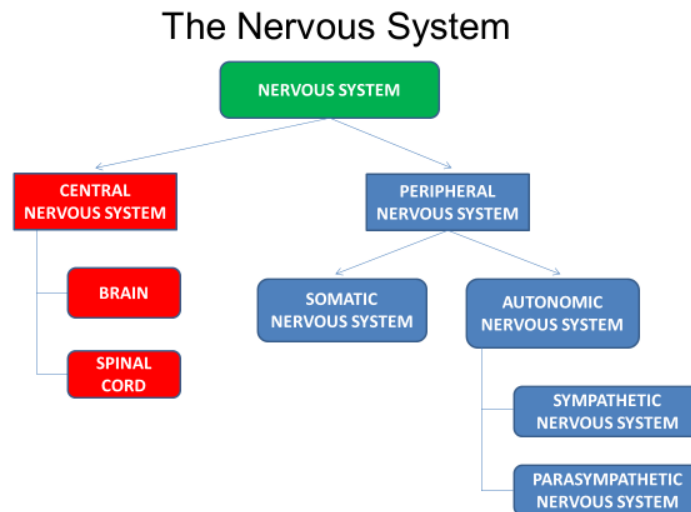 The Nervous System
NERVOUS SYSTEM
CENTRAL
NERVOUS SYSTEM
PERIPHERAL
NERVOUS SYSTEM
BRAIN
SOMATIC
NERVOUS SYSTEM
AUTONOMIC
NERVOUS SYSTEM
SPINAL
CORD
SYMPATHETIC
NERVOUS SYSTEM
PARASYMPATHETIC
NERVOUS SYSTEM